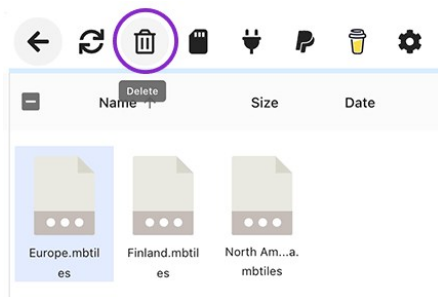 Delete
Name ↑
Size
Date
Europe.mbtil
es
Finland.mbtil
es
North Am...a.
mbtiles